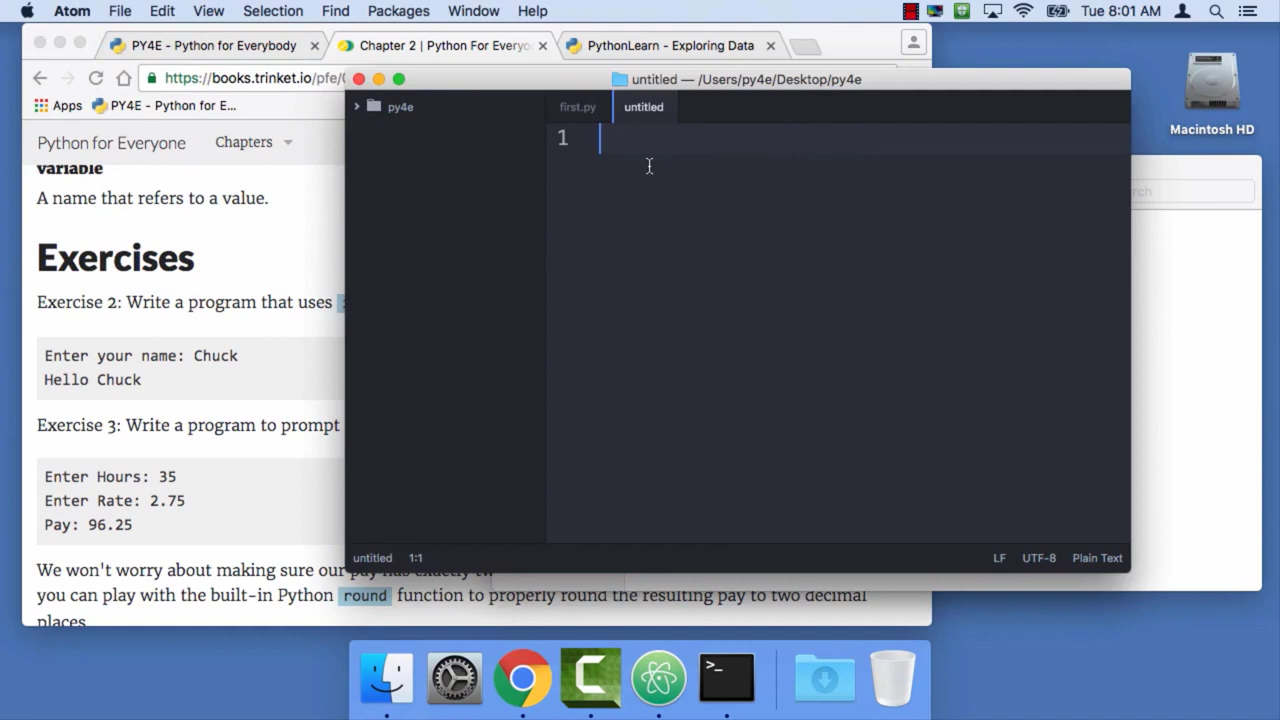 Atom File Edit View Selection Find Packages Window Help Tue 8:01 AM
PY4E - Python for Everybody Chapter 2 | Python For Everyo PythonLearn - Exploring Data
https://books.trinket.io/pfe/
Apps PY4E - Python for E...
Python for Everyone Chapters
variable
A name that refers to a value.
Exercises
Exercise 2: Write a program that uses
Enter your name: Chuck
Hello Chuck
Exercise 3: Write a program to prompt
Enter Hours: 35
Enter Rate: 2.75
Pay: 96.25
We won't worry about making sure our pay has exactly
you can play with the built-in Python round function to properly round the resulting pay to two decimal
places
untitled — /Users/py4e/Desktop/py4e
py4e
first.py untitled
1
untitled 1:1 LF UTF-8 Plain Text
Macintosh HD